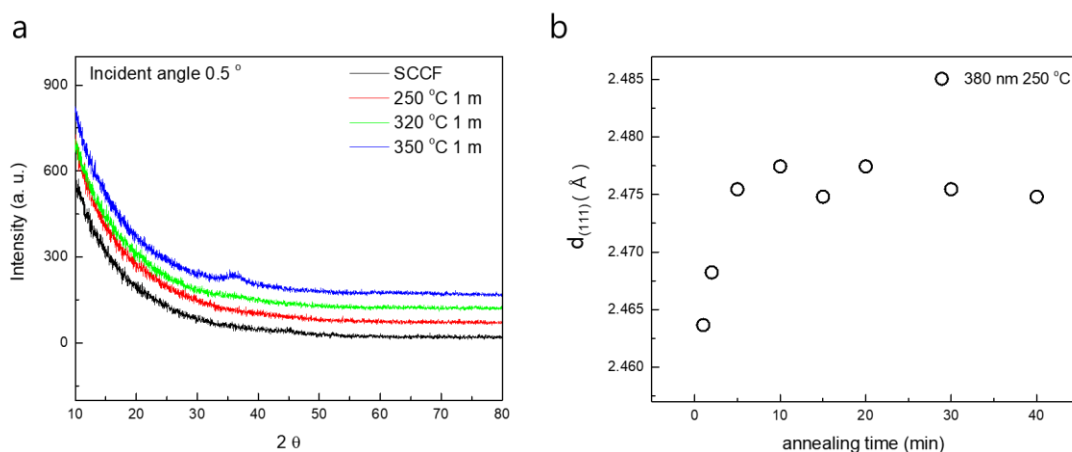 a
Incident angle 0.5 °
SCCF
250 °C 1 m
320 °C 1 m
350 °C 1 m
900
600
300
0
Intensity (a. u.)
10 20 30 40 50 60 70 80
2 θ
b
380 nm 250 °C
2.485
2.480
2.475
2.470
2.465
2.460
d(111)( Å )
0 10 20 30 40
annealing time (min)